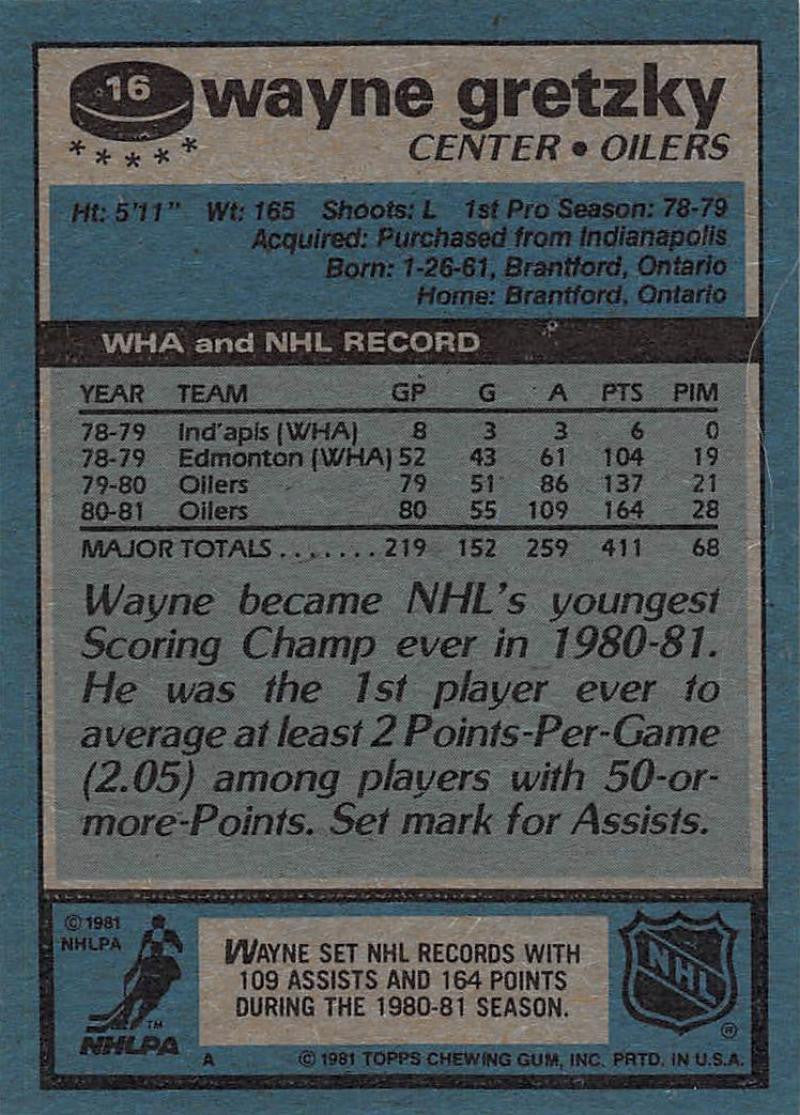 16 wayne gretzky
* * * * *
CENTER • OILERS
Ht: 5'11" Wt: 165 Shoots: L 1st Pro Season: 78-79
Acquired: Purchased from Indianapolis
Born: 1-26-61, Brantford, Ontario
Home: Brantford, Ontario
WHA and NHL RECORD
YEAR TEAM GP G A PTS PIM
78-79 Ind'apls (WHA) 8 3 3 6 0
78-79 Edmonton (WHA) 52 43 61 104 19
79-80 Oilers 79 51 86 137 21
80-81 Oilers 80 55 109 164 28
MAJOR TOTALS ....... 219 152 259 411 68
Wayne became NHL's youngest
Scoring Champ ever in 1980-81.
He was the 1st player ever to
average at least 2 Points-Per-Game
(2.05) among players with 50-or-
more-Points. Set mark for Assists.
© 1981
NHLPA
TM
NHLPA
WAYNE SET NHL RECORDS WITH
109 ASSISTS AND 164 POINTS
DURING THE 1980-81 SEASON.
NHL
®
A © 1981 TOPPS CHEWING GUM, INC. PRTD. IN U.S.A.